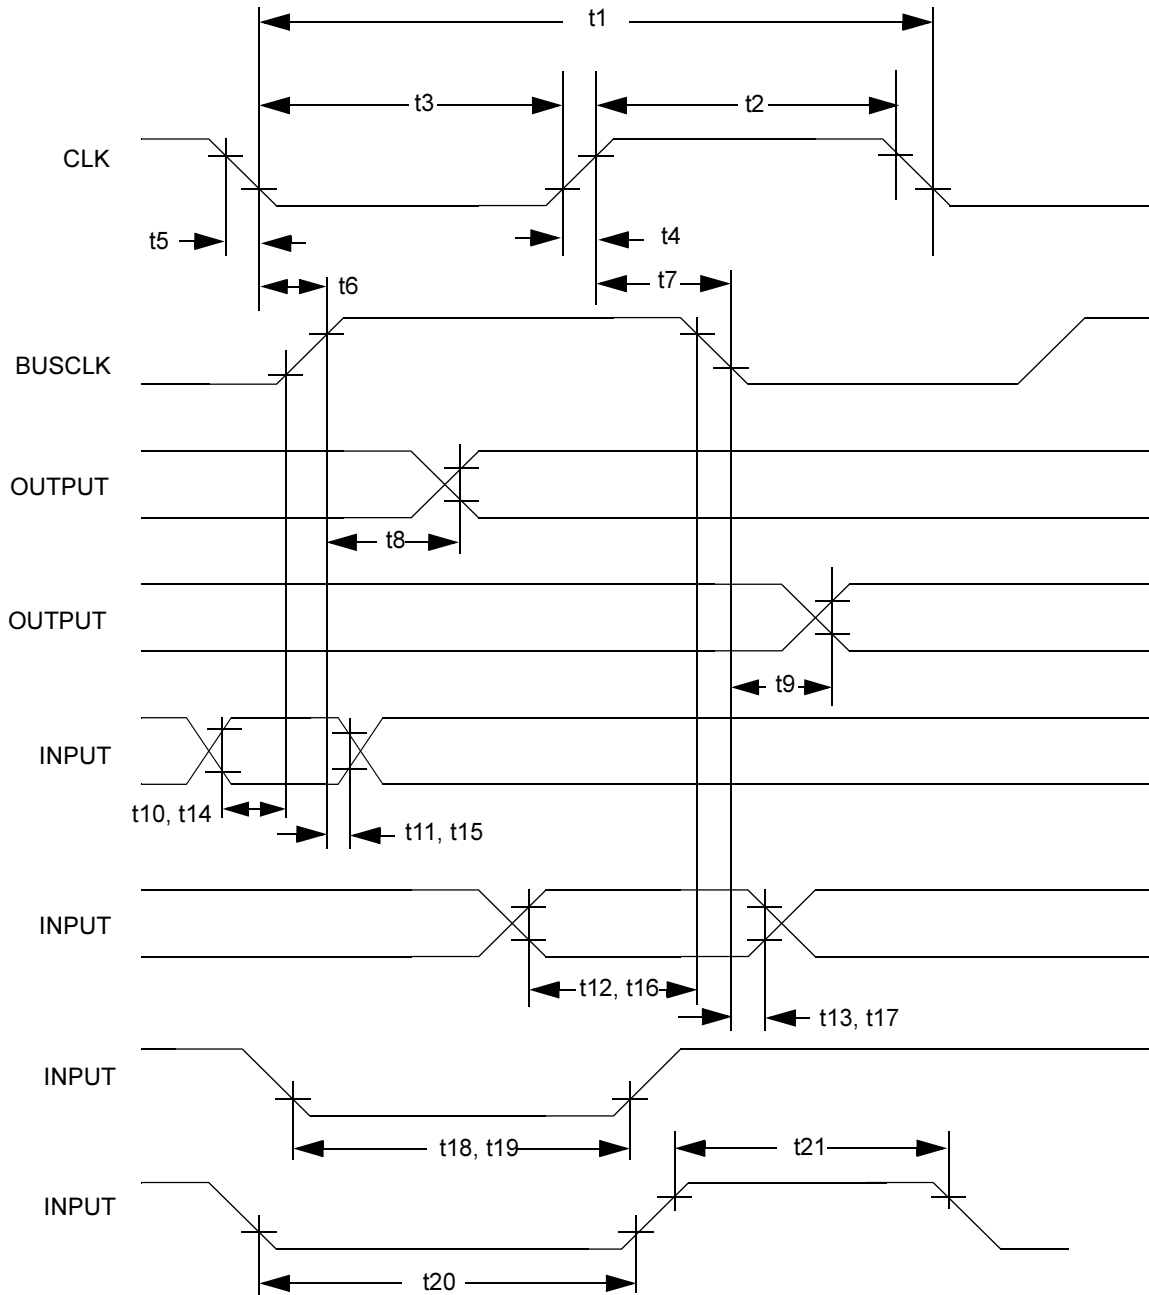 t1
t3
t2
CLK
t5
t4
t6
t7
BUSCLK
OUTPUT
t8
OUTPUT
t9
INPUT
t10, t14
t11, t15
INPUT
t12, t16
t13, t17
INPUT
t18, t19
t21
INPUT
t20